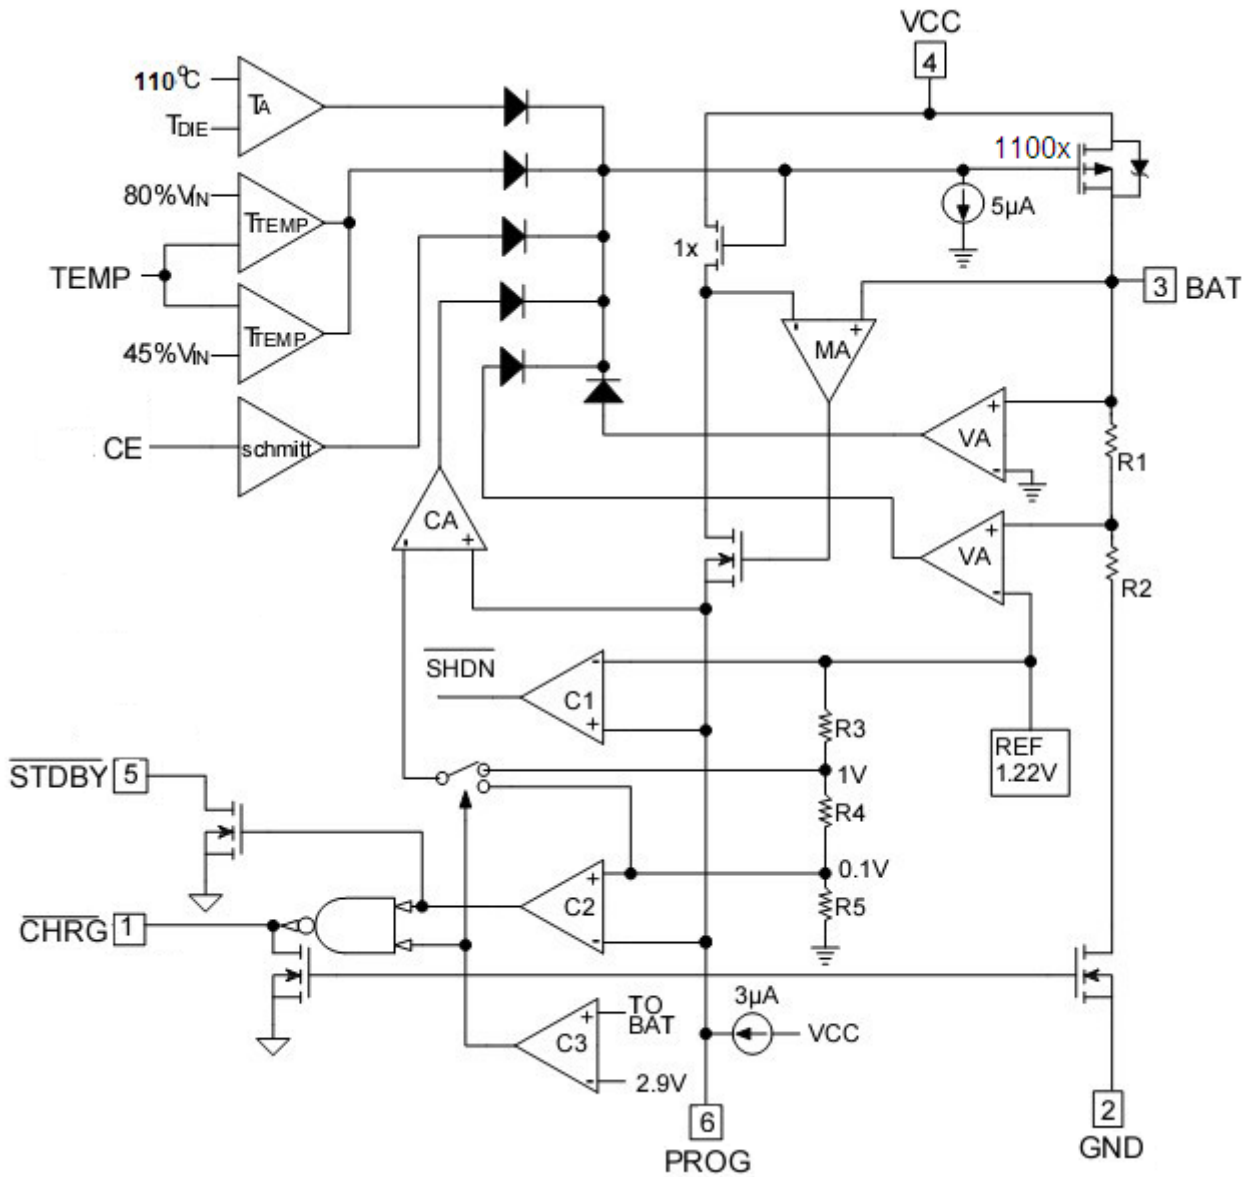 VCC
4
110°C
TA
TDIE
1100x
80%VIN
TTEMP
5µA
TEMP
1x
3 BAT
TTEMP
45%VIN
- +
MA
+
VA
-
CE
schmitt
R1
CA
- +
+
VA
-
R2
SHDN
-
C1
+
R3
REF
1.22V
STDBY 5
1V
R4
0.1V
+
C2
-
R5
CHRG 1
3µA
VCC
+
C3
-
TO
BAT
2.9V
6
PROG
2
GND